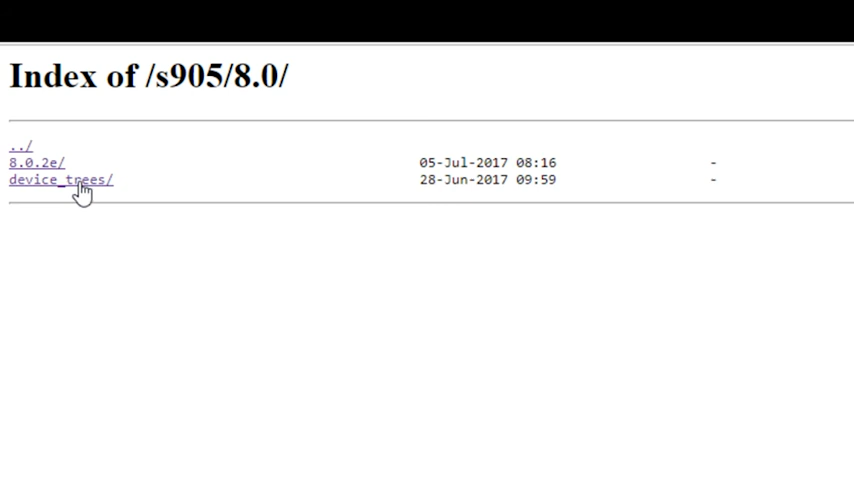 Index of /s905/8.0/
../
8.0.2e/ 05-Jul-2017 08:16 -
device_trees/ 28-Jun-2017 09:59 -